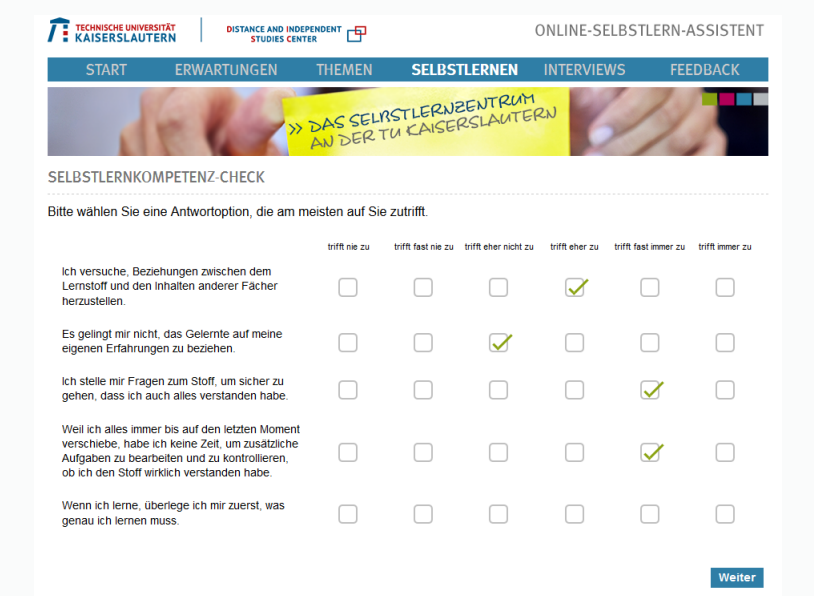 TECHNISCHE UNIVERSITÄT
KAISERSLAUTERN
DISTANCE AND INDEPENDENT
STUDIES CENTER
ONLINE-SELBSTLERN-ASSISTENT
START ERWARTUNGEN THEMEN SELBSTLERNEN INTERVIEWS FEEDBACK
>> DAS SELBSTLERNZENTRUM
AN DER TU KAISERSLAUTERN
SELBSTLERNKOMPETENZ-CHECK
Bitte wählen Sie eine Antwortoption, die am meisten auf Sie zutrifft.
trifft nie zu trifft fast nie zu trifft eher nicht zu trifft eher zu trifft fast immer zu trifft immer zu
Ich versuche, Beziehungen zwischen dem
Lernstoff und den Inhalten anderer Fächer
herzustellen.
Es gelingt mir nicht, das Gelernte auf meine
eigenen Erfahrungen zu beziehen.
Ich stelle mir Fragen zum Stoff, um sicher zu
gehen, dass ich auch alles verstanden habe.
Weil ich alles immer bis auf den letzten Moment
verschiebe, habe ich keine Zeit, um zusätzliche
Aufgaben zu bearbeiten und zu kontrollieren,
ob ich den Stoff wirklich verstanden habe.
Wenn ich lerne, überlege ich mir zuerst, was
genau ich lernen muss.
Weiter